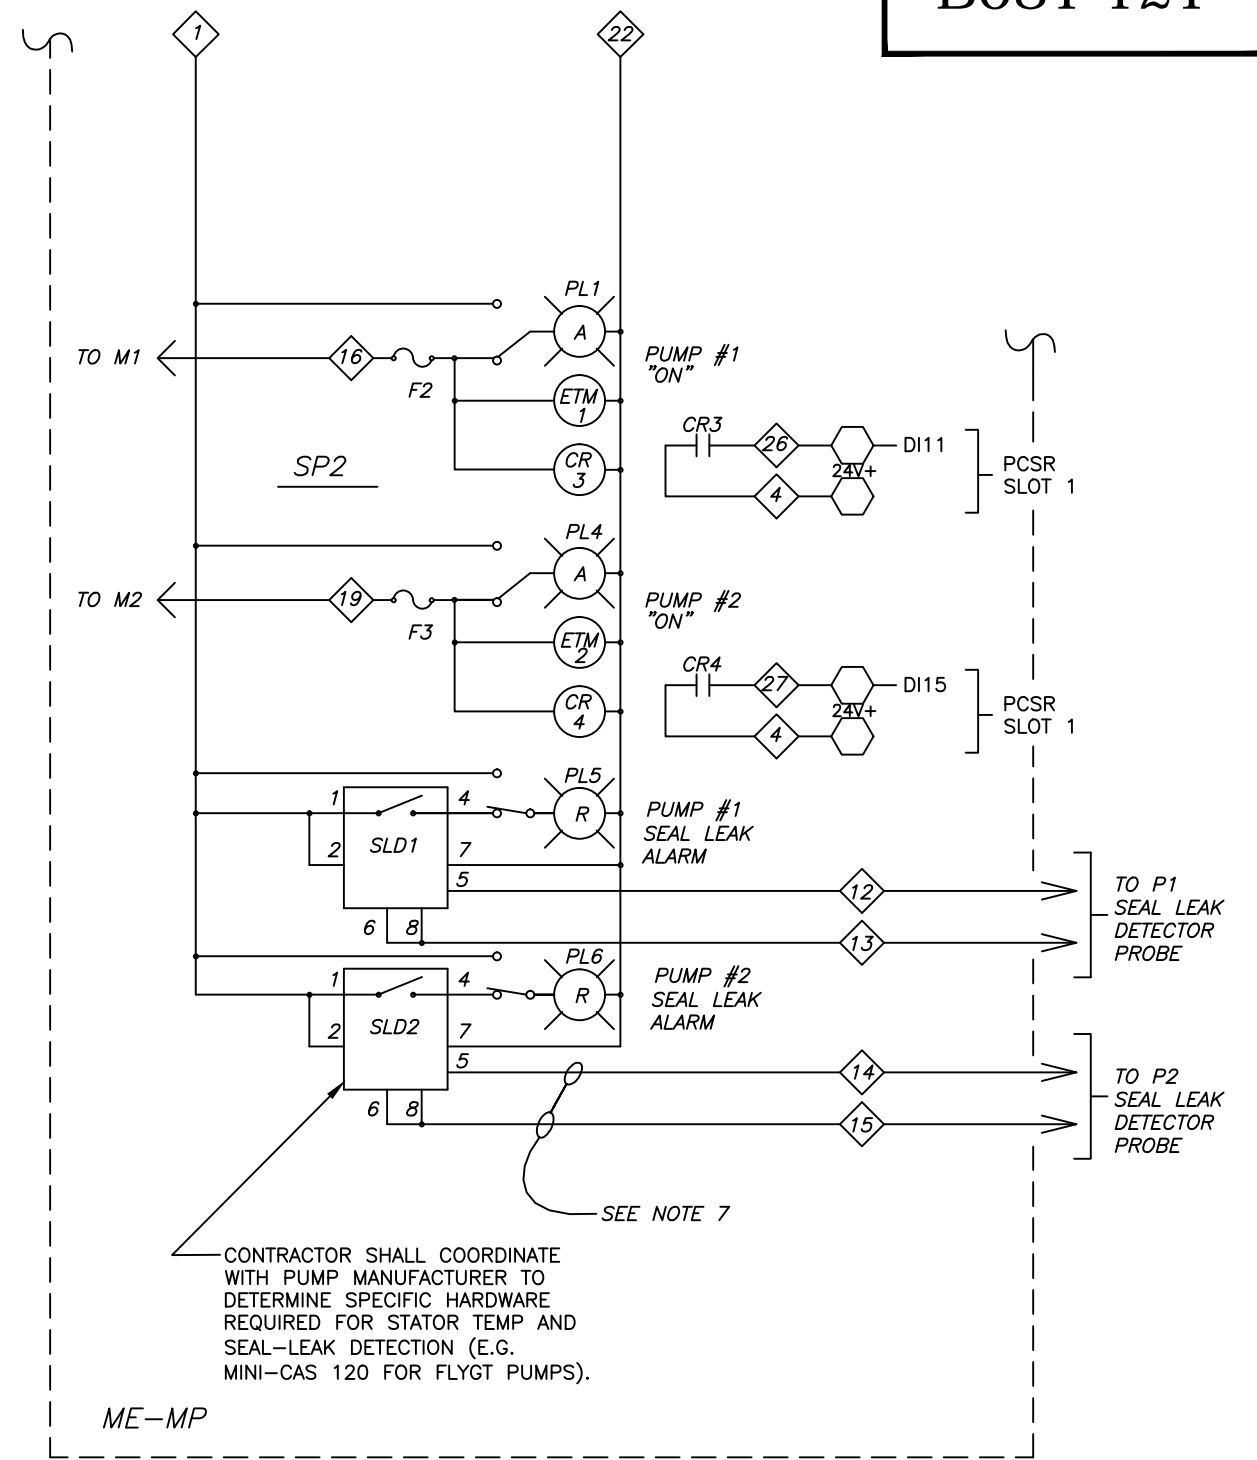 1
22
PL1
A
TO M1
16
F2
PUMP #1
"ON"
ETM
1
CR
3
SP2
CR3
26
DI11
24V+
4
PCSR
SLOT 1
PL4
A
TO M2
19
F3
PUMP #2
"ON"
ETM
2
CR
4
CR4
27
DI15
24V+
4
PCSR
SLOT 1
PL5
1
4
R
PUMP #1
SEAL LEAK
ALARM
2
SLD1
7
5
12
6
8
13
TO P1
SEAL LEAK
DETECTOR
PROBE
PL6
1
4
R
PUMP #2
SEAL LEAK
ALARM
2
SLD2
7
5
14
6
8
15
TO P2
SEAL LEAK
DETECTOR
PROBE
SEE NOTE 7
CONTRACTOR SHALL COORDINATE
WITH PUMP MANUFACTURER TO
DETERMINE SPECIFIC HARDWARE
REQUIRED FOR STATOR TEMP AND
SEAL-LEAK DETECTION (E.G.
MINI-CAS 120 FOR FLYGT PUMPS).
ME-MP